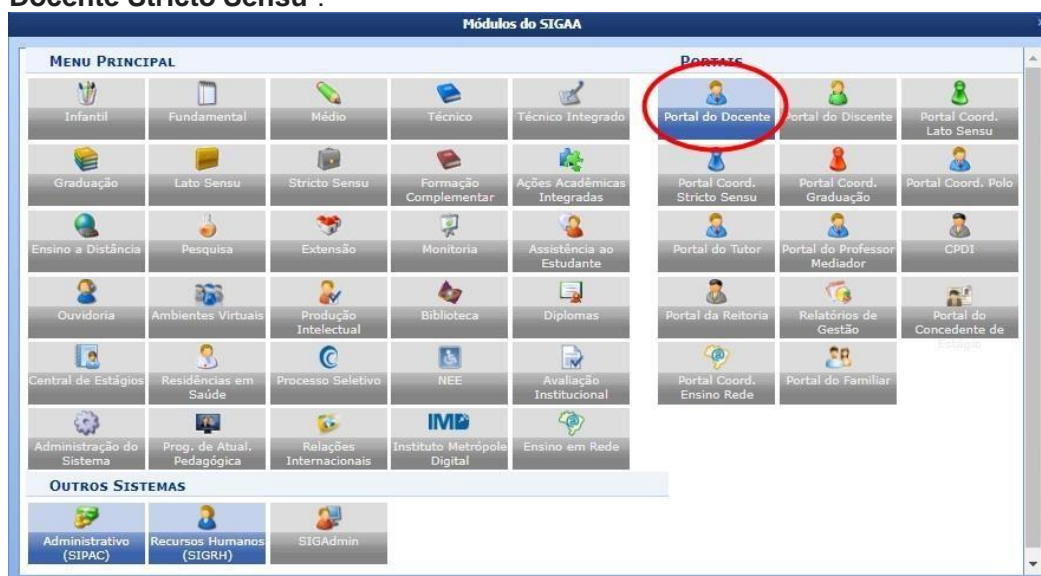 Docente Stricto Sensu".
Módulos do SIGAA
MENU PRINCIPAL
PORTAIS
Infantil
Fundamental
Médio
Técnico
Técnico Integrado
Portal do Docente
Portal do Discente
Portal Coord.
Lato Sensu
Graduação
Lato Sensu
Stricto Sensu
Formação
Complementar
Ações Acadêmicas
Integradas
Portal Coord.
Stricto Sensu
Portal Coord.
Graduação
Portal Coord. Polo
Ensino a Distância
Pesquisa
Extensão
Monitoria
Assistência ao
Estudante
Portal do Tutor
Portal do Professor
Mediador
CPDI
Ouvidoria
Ambientes Virtuais
Produção
Intelectual
Biblioteca
Diplomas
Portal da Reitoria
Relatórios de
Gestão
Portal do
Concedente de
Estágio
Central de Estágios
Residências em
Saúde
Processo Seletivo
NEE
Avaliação
Institucional
Portal Coord.
Ensino Rede
Portal do Familiar
Administração do
Sistema
Prog. de Atual.
Pedagógica
Relações
Internacionais
IMD
Instituto Metrópole
Digital
Ensino em Rede
OUTROS SISTEMAS
Administrativo
(SIPAC)
Recursos Humanos
(SIGRH)
SIGAdmin